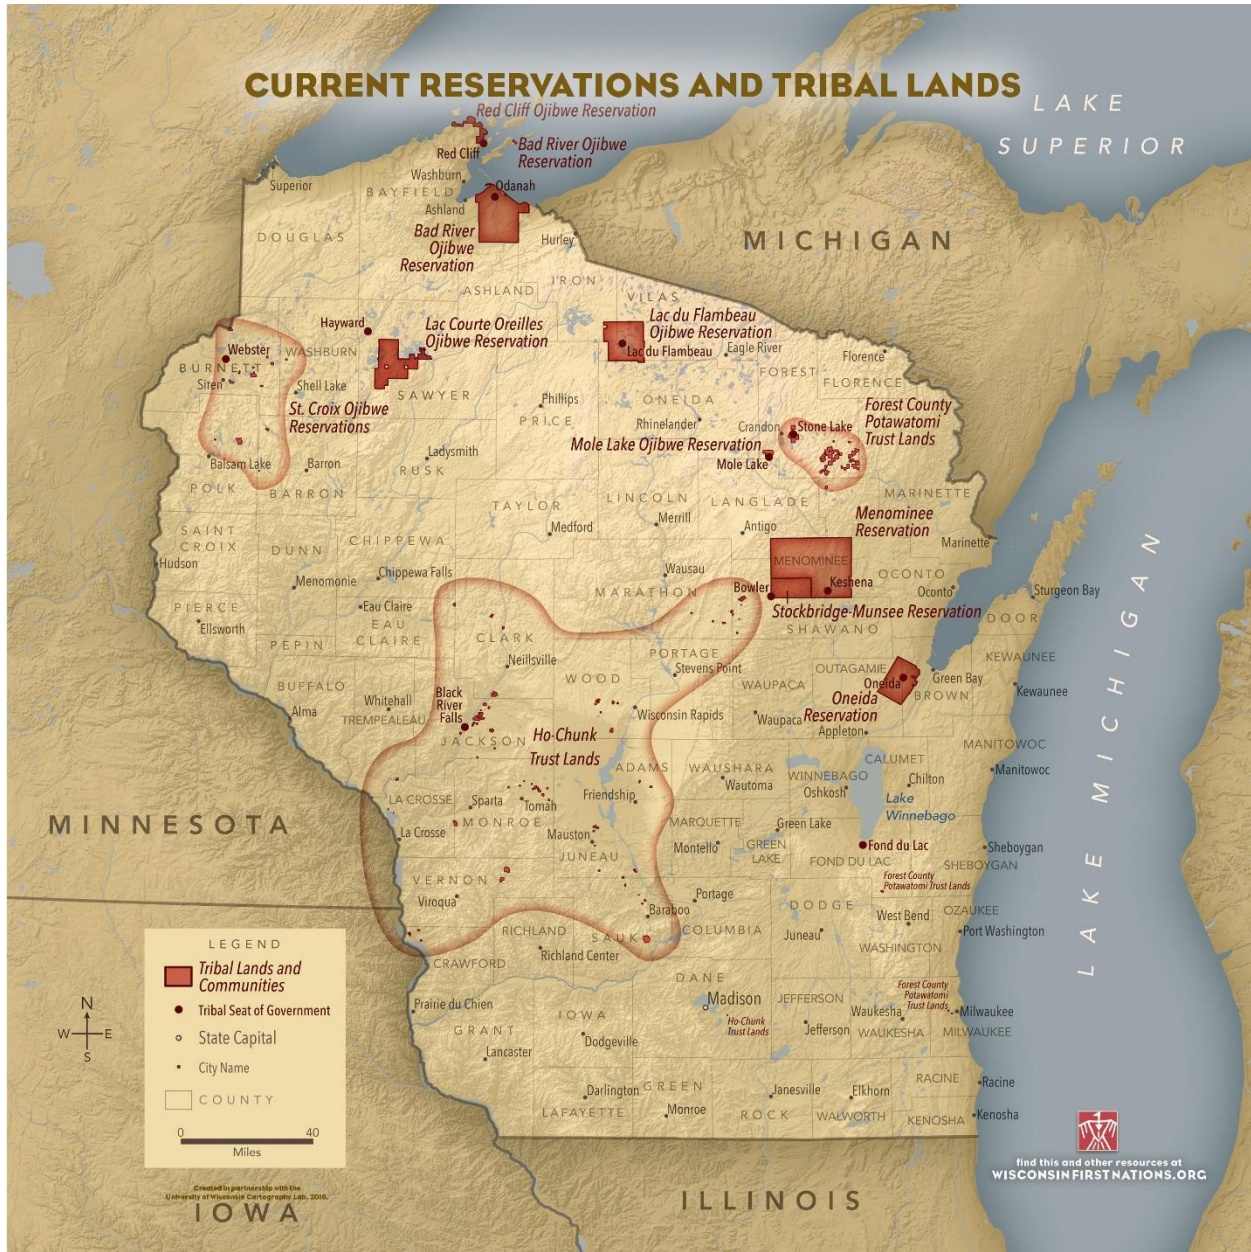 CURRENT RESERVATIONS AND TRIBAL LANDS
LAKE
SUPERIOR
Red Cliff Ojibwe Reservation
Red Cliff
Bad River Ojibwe
Reservation
Washburn
BAYFIELD
Odanah
Superior
Ashland
DOUGLAS
Bad River
Ojibwe
Reservation
Hurley
MICHIGAN
IRON
ASHLAND
VILAS
Hayward
Lac Courte Oreilles
Ojibwe Reservation
Lac du Flambeau
Ojibwe Reservation
Lac du Flambeau
Eagle River
Florence
Webster
WASHBURN
BURNETT
Siren
Shell Lake
SAWYER
FOREST
FLORENCE
St. Croix Ojibwe
Reservations
Phillips
PRICE
ONEIDA
Rhinelander
Crandon
Stone Lake
Forest County
Potawatomi
Trust Lands
Mole Lake Ojibwe Reservation
Mole Lake
Balsam Lake
Barron
Ladysmith
RUSK
POLK
BARRON
TAYLOR
LINCOLN
LANGLADE
MARINETTE
Medford
Merrill
Antigo
Menominee
Reservation
SAINT
CROIX
DUNN
CHIPPEWA
Marinette
Hudson
Menomonie
Chippewa Falls
Wausau
MARATHON
MENOMINEE
Bowler
Keshena
OCONTO
Oconto
Sturgeon Bay
PIERCE
Ellsworth
Eau Claire
EAU
CLAIRE
Stockbridge-Munsee Reservation
SHAWANO
DOOR
PEPIN
CLARK
Neillsville
PORTAGE
Stevens Point
KEWAUNEE
BUFFALO
WOOD
WAUPACA
OUTAGAMIE
Oneida
Green Bay
BROWN
Kewaunee
Alma
Whitehall
TREMPEALEAU
Black
River
Falls
JACKSON
Wisconsin Rapids
Waupaca
Oneida
Reservation
Appleton
Ho-Chunk
Trust Lands
ADAMS
WAUSHARA
Wautoma
WINNEBAGO
Oshkosh
CALUMET
Chilton
MANITOWOC
Manitowoc
Lake
Winnebago
MINNESOTA
LA CROSSE
Sparta
Tomah
Friendship
MONROE
MARQUETTE
Green Lake
La Crosse
Mauston
JUNEAU
Montello
GREEN
LAKE
Fond du Lac
FOND DU LAC
Sheboygan
SHEBOYGAN
VERNON
Viroqua
Forest County
Potawatomi Trust Lands
Portage
Baraboo
DODGE
West Bend
OZAUKEE
RICHLAND
SAUK
COLUMBIA
Juneau
Port Washington
WASHINGTON
Richland Center
CRAWFORD
LAKE MICHIGAN
DANE
Madison
Ho-Chunk
Trust Lands
JEFFERSON
Jefferson
Forest County
Potawatomi
Trust Lands
Waukesha
WAUKESHA
Milwaukee
MILWAUKEE
Prairie du Chien
GRANT
IOWA
Dodgeville
Lancaster
Darlington
LAFAYETTE
GREEN
Monroe
Janesville
ROCK
Elkhorn
WALWORTH
RACINE
Racine
KENOSHA
Kenosha
N
W
E
S
LEGEND
Tribal Lands and
Communities
Tribal Seat of Government
State Capital
City Name
COUNTY
0
40
Miles
Created in partnership with the
University of Wisconsin Cartography Lab, 2018.
IOWA
ILLINOIS
find this and other resources at
WISCONSINFIRSTNATIONS.ORG